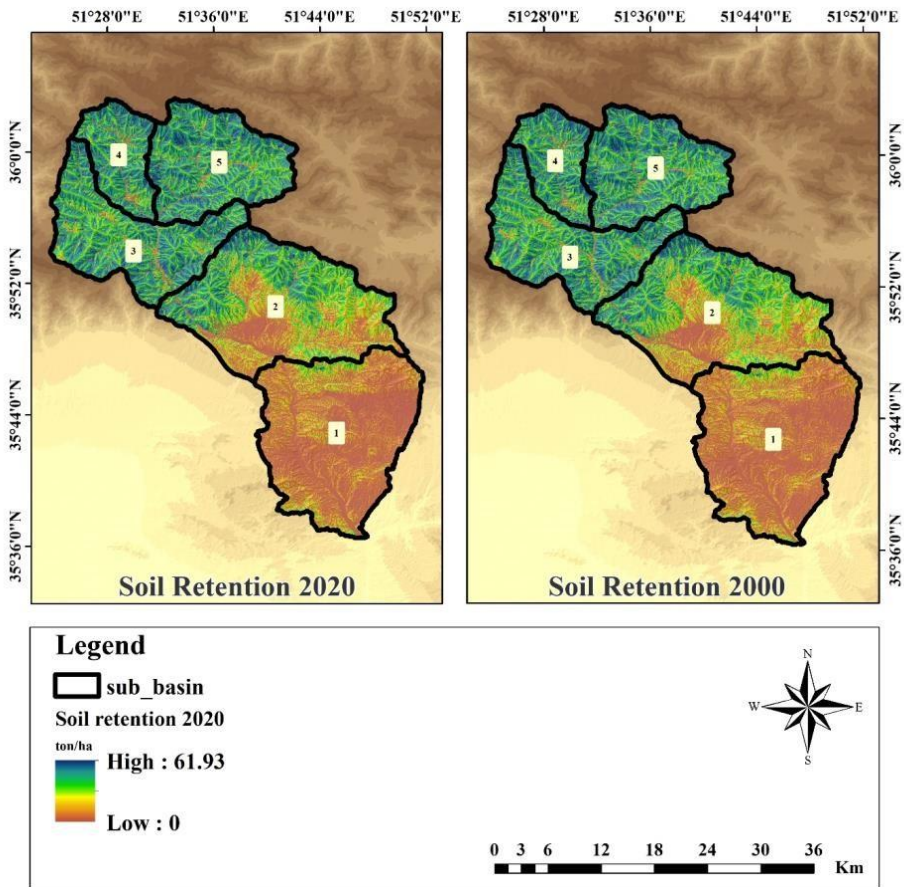 51°28'0"E 51°36'0"E 51°44'0"E 51°52'0"E
51°28'0"E 51°36'0"E 51°44'0"E 51°52'0"E
36°0'0"N
35°52'0"N
35°44'0"N
35°36'0"N
4
5
3
2
1
Soil Retention 2020
4
5
3
2
1
Soil Retention 2000
36°0'0"N
35°52'0"N
35°44'0"N
35°36'0"N
Legend
sub_basin
Soil retention 2020
ton/ha
High : 61.93
Low : 0
N
W E
S
0 3 6 12 18 24 30 36
Km